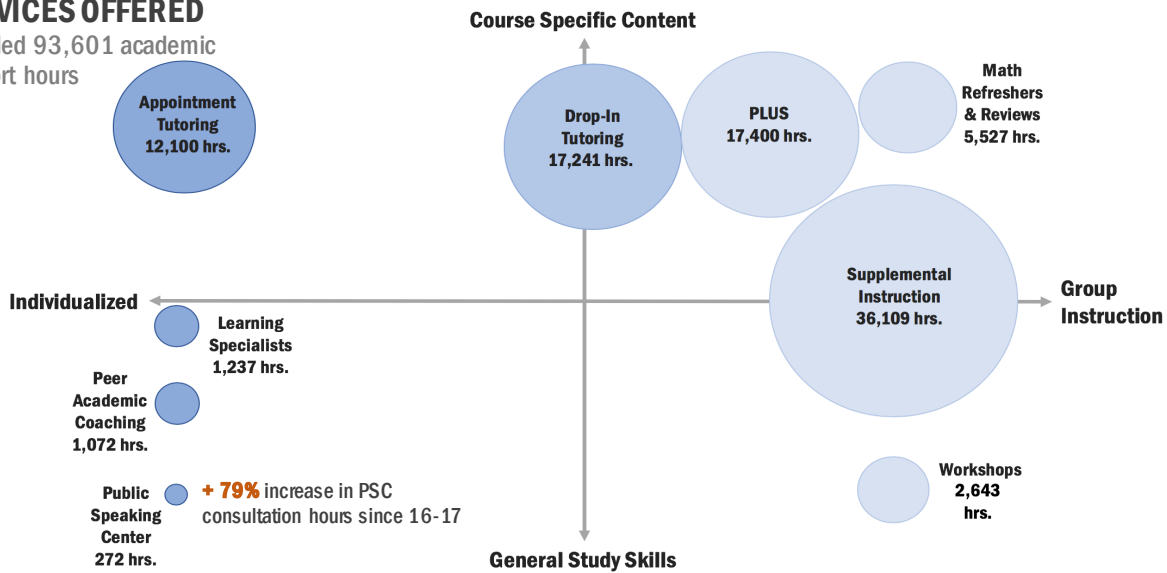 VICES OFFERED
ed 93,601 academic
rt hours
Course Specific Content
Appointment
Tutoring
12,100 hrs.
Drop-In
Tutoring
17,241 hrs.
PLUS
17,400 hrs.
Math
Refreshers
& Reviews
5,527 hrs.
Supplemental
Instruction
36,109 hrs.
Individualized
Group
Instruction
Learning
Specialists
1,237 hrs.
Peer
Academic
Coaching
1,072 hrs.
Public
Speaking
Center
272 hrs.
+ 79% increase in PSC
consultation hours since 16-17
Workshops
2,643
hrs.
General Study Skills